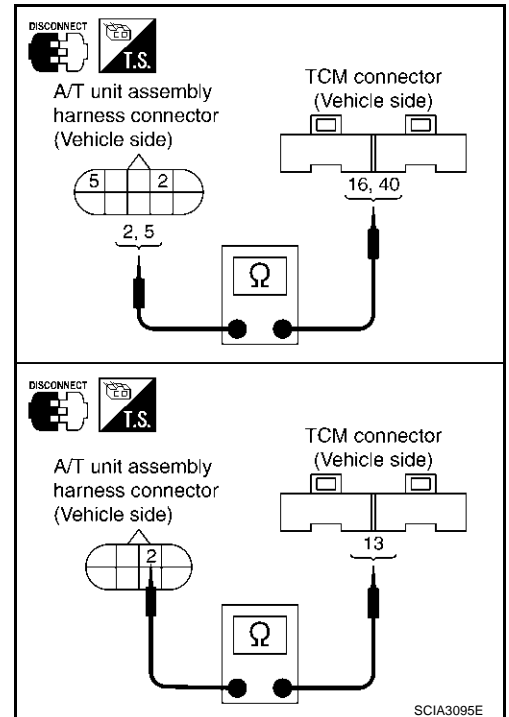 DISCONNECT
T.S.
A/T unit assembly
harness connector
(Vehicle side)
TCM connector
(Vehicle side)
5 2
16, 40
2, 5
Ω
DISCONNECT
T.S.
A/T unit assembly
harness connector
(Vehicle side)
TCM connector
(Vehicle side)
2
13
Ω
SCIA3095E